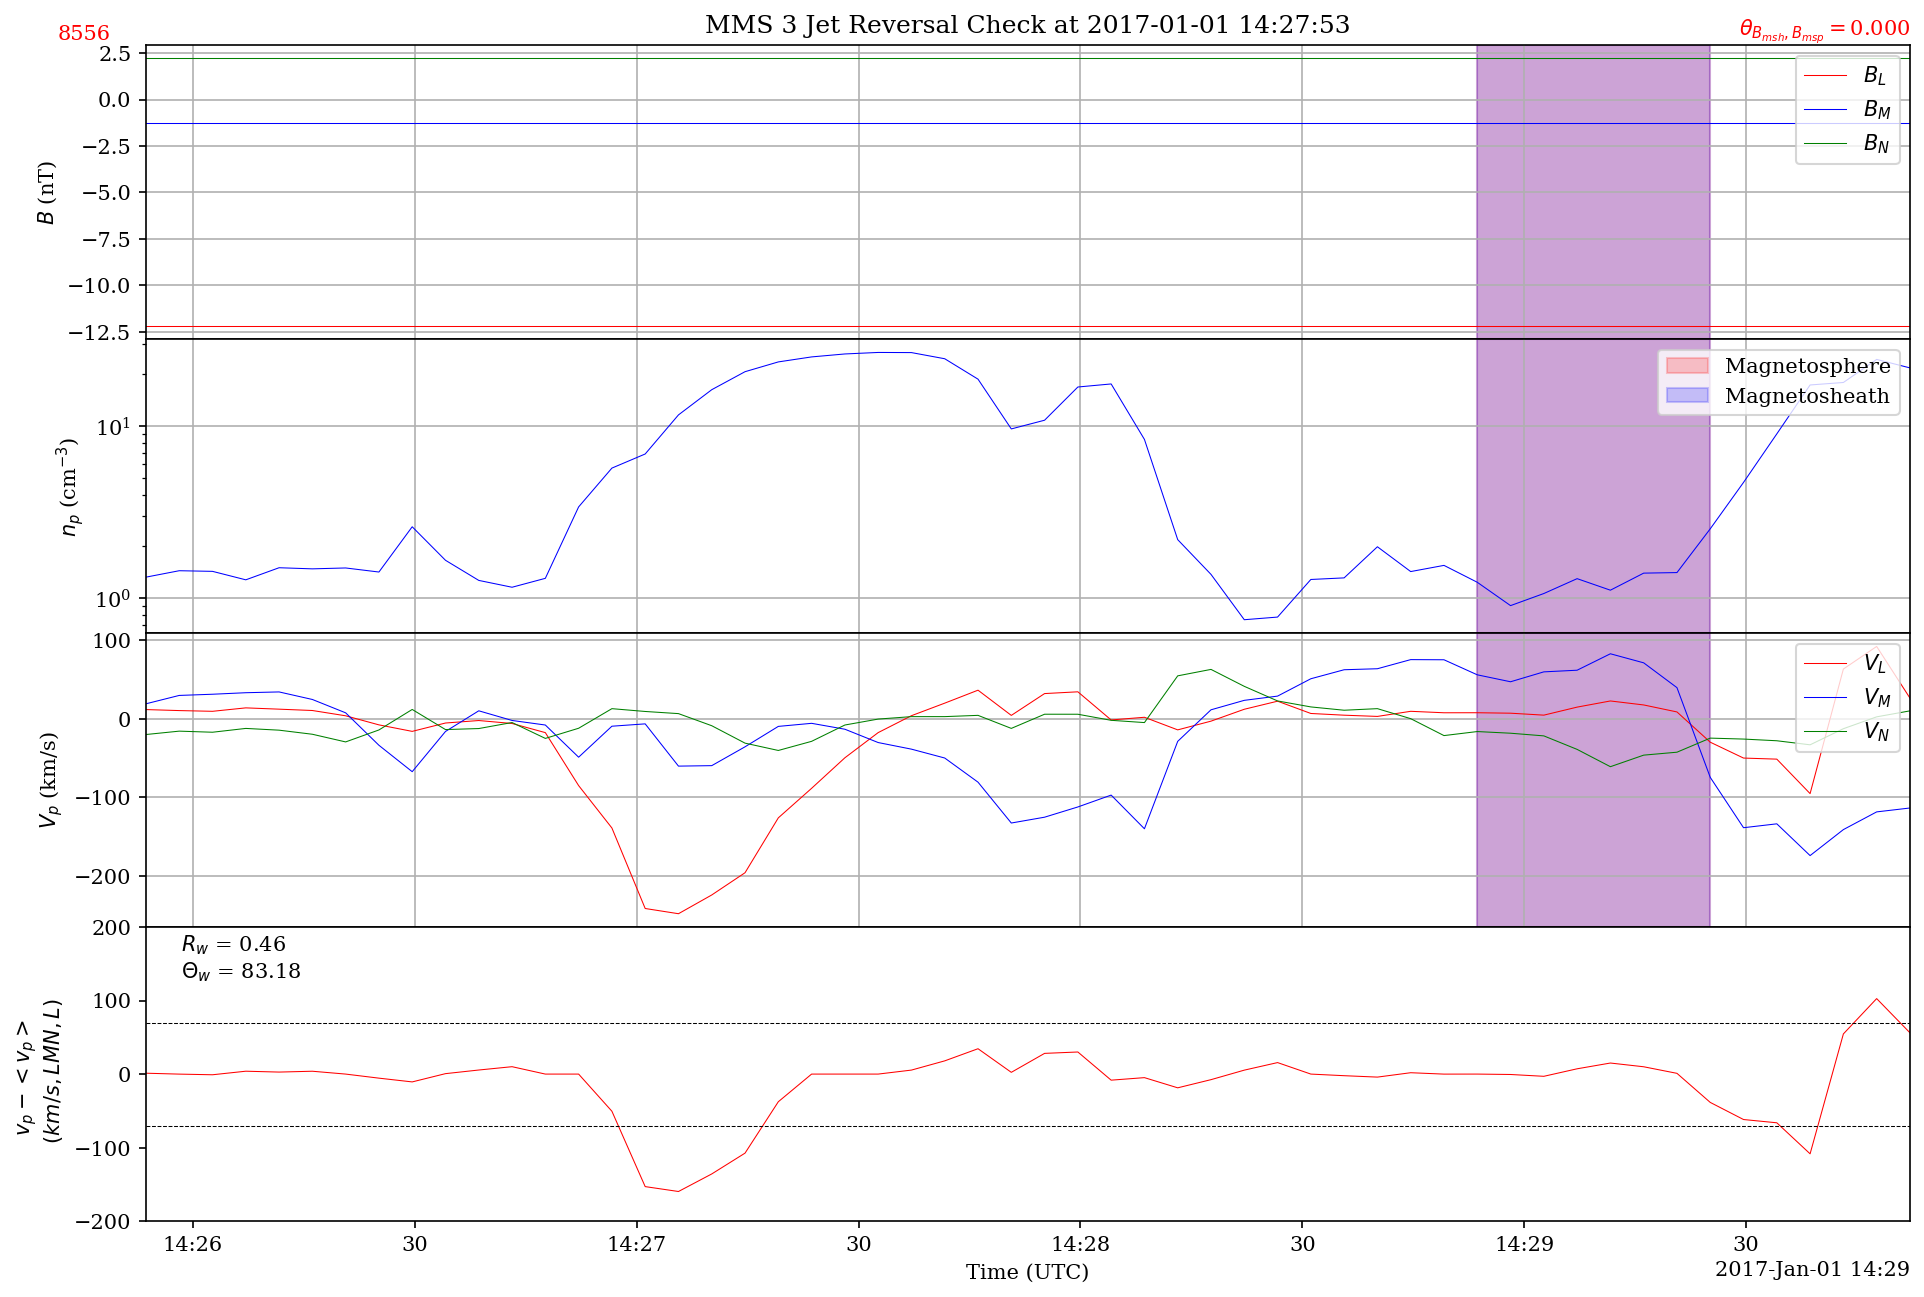 8556
MMS 3 Jet Reversal Check at 2017-01-01 14:27:53
θ_{B_{msh}, B_{msp}} = 0.000
2.5
0.0
−2.5
−5.0
−7.5
−10.0
−12.5
B (nT)
B_L
B_M
B_N
10^1
10^0
n_p (cm^{−3})
Magnetosphere
Magnetosheath
100
0
−100
−200
V_p (km/s)
V_L
V_M
V_N
200
100
0
−100
−200
v_p − < v_p >
(km/s, LMN, L)
R_w = 0.46
Θ_w = 83.18
14:26
30
14:27
30
14:28
30
14:29
30
Time (UTC)
2017-Jan-01 14:29